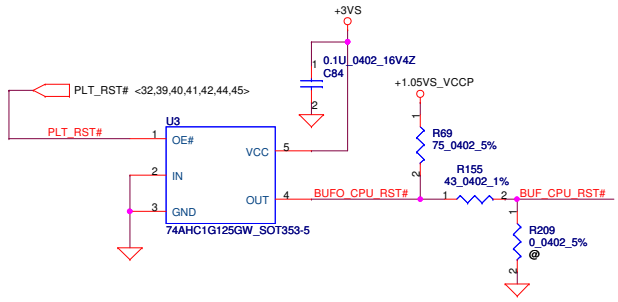 +3VS
1
0.1U_0402_16V4Z
C84
2
PLT_RST# <32,39,40,41,42,44,45>
+1.05VS_VCCP
U3
PLT_RST#
1
OE#
VCC
5
1
R69
75_0402_5%
2
2
IN
R155
43_0402_1%
OUT
4
BUFO_CPU_RST#
1
2
BUF_CPU_RST#
3
GND
74AHC1G125GW_SOT353-5
1
R209
0_0402_5%
@
2